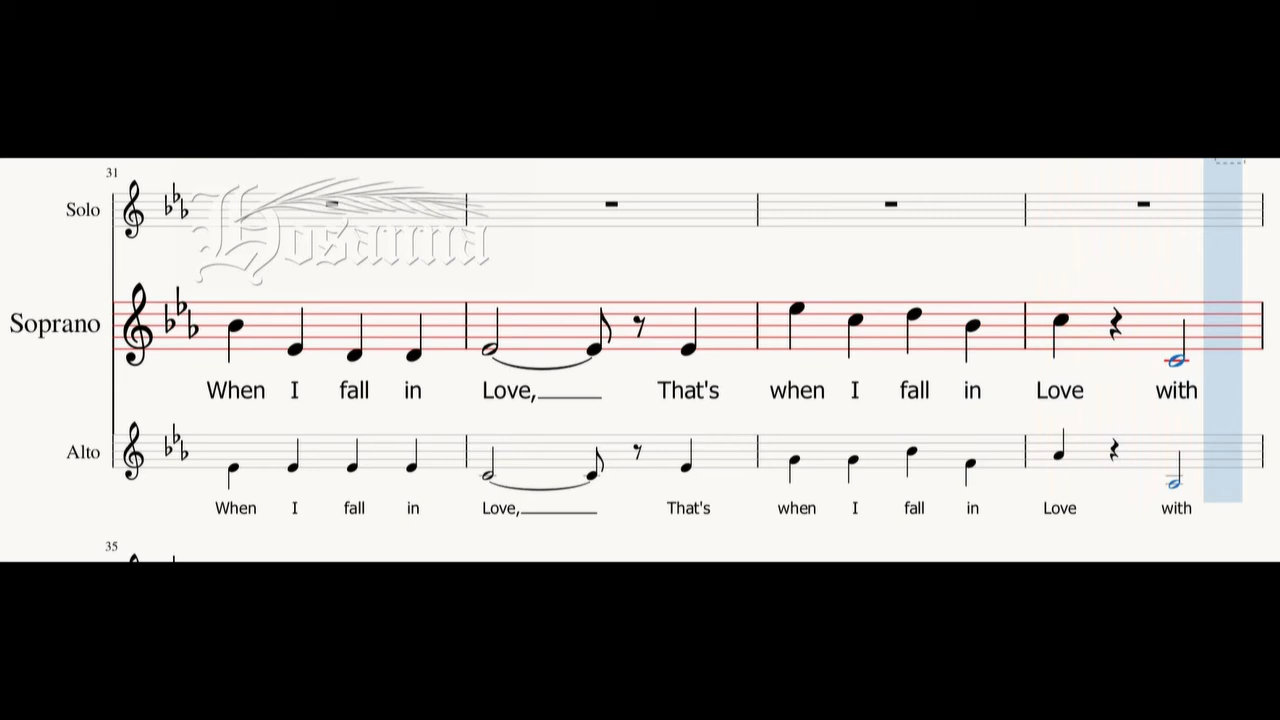 31
Solo
Hosanna
Soprano
When I fall in Love, That's when I fall in Love with
Alto
When I fall in Love, That's when I fall in Love with
35